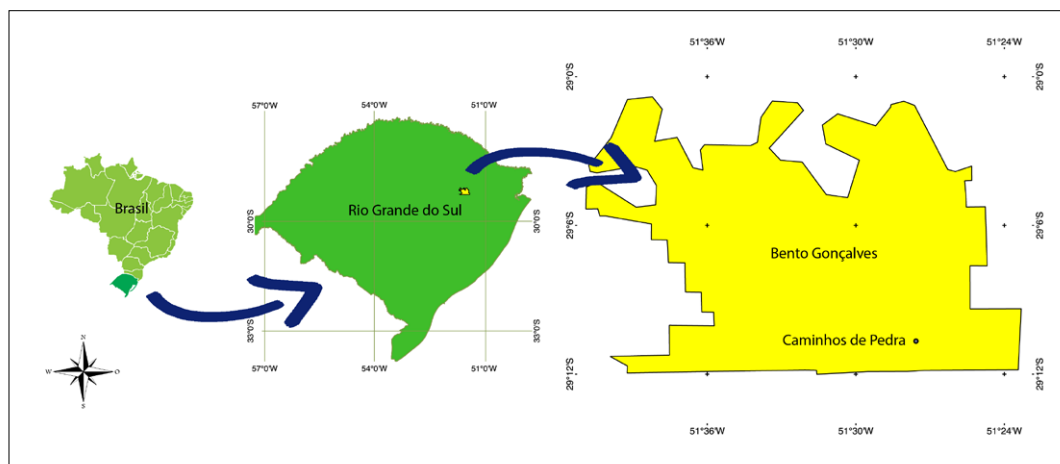 51°36'W 51°30'W 51°24'W
29°0'S
29°0'S
57°0'W 54°0'W 51°0'W
Brasil
Rio Grande do Sul
30°0'S
30°0'S
29°6'S
29°6'S
Bento Gonçalves
33°0'S
33°0'S
Caminhos de Pedra
N
W O
S
57°0'W 54°0'W 51°0'W
29°12'S
29°12'S
51°36'W 51°30'W 51°24'W